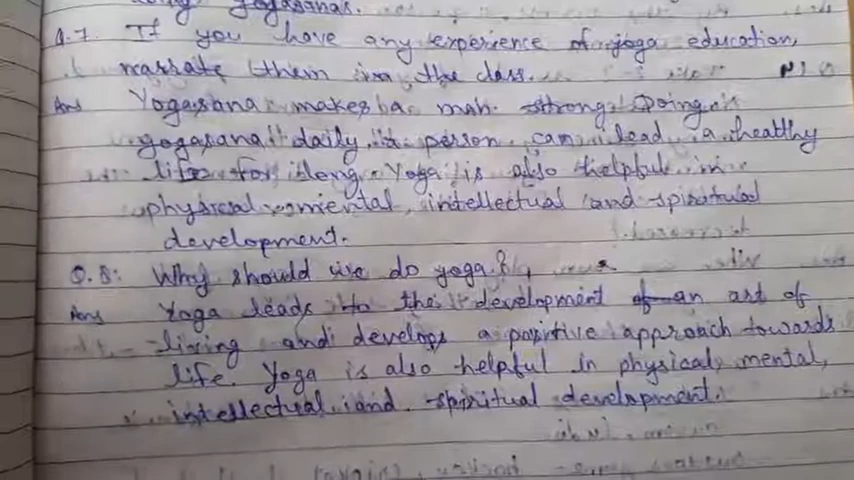 yogasanas.
Q.7. If you have any experience of yoga education,
narrate them in the class.
Ans Yogasana makes a man strong. Doing
yogasana daily, a person can lead a healthy
life for long. Yoga is also helpful in
physical mental, intellectual and spiritual
development.
Q.8: Why should we do yoga?
Ans Yoga leads to the development of an art of
living and develops a positive approach towards
life. Yoga is also helpful in physical, mental,
intellectual and spiritual development.